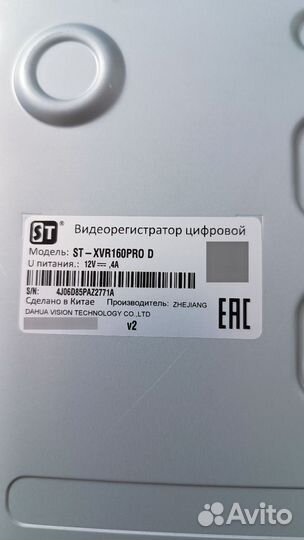 ST® Видеорегистратор цифровой
Модель: ST–XVR160PRO D
U питания.: 12V⎓ ,4A
S/N: 4J06D85PAZ2771A
Сделано в Китае Производитель: ZHEJIANG
DAHUA VISION TECHNOLOGY CO.,LTD
v2
EAC
Avito